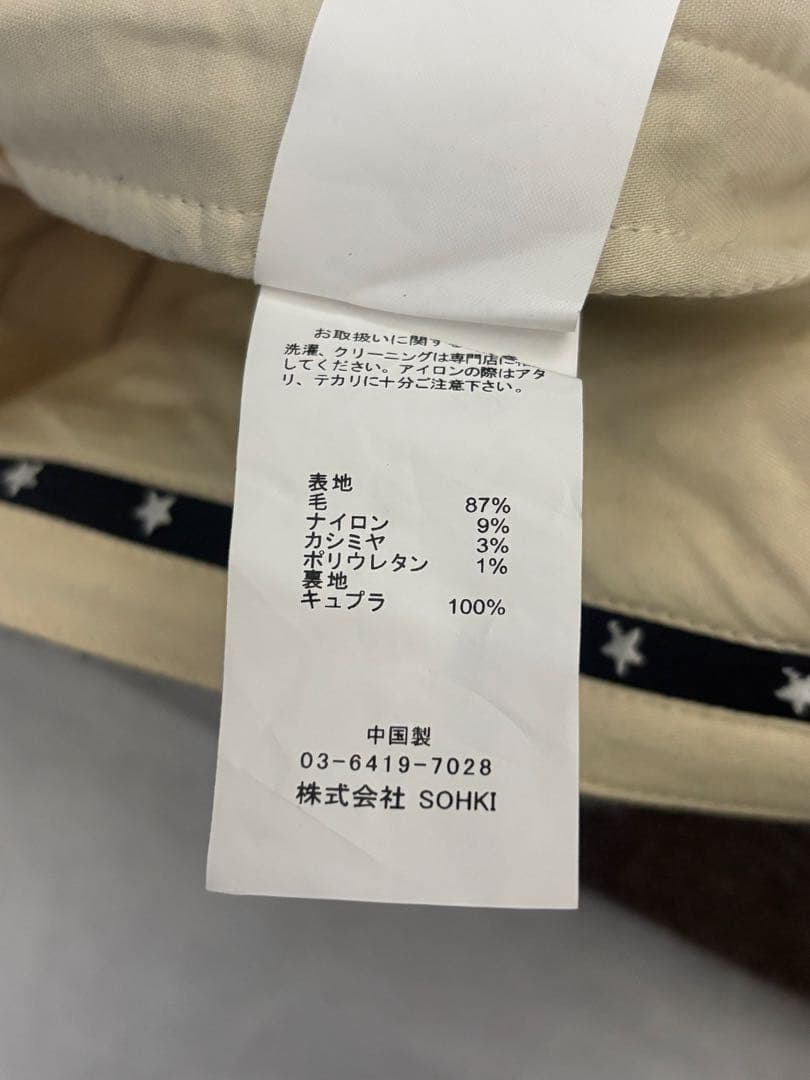 お取扱いに関する
洗濯、クリーニングは専門店に
してください。アイロンの際はアタ
リ、テカリに十分ご注意下さい。
表地
毛 87%
ナイロン 9%
カシミヤ 3%
ポリウレタン 1%
裏地
キュプラ 100%
中国製
03-6419-7028
株式会社 SOHKI